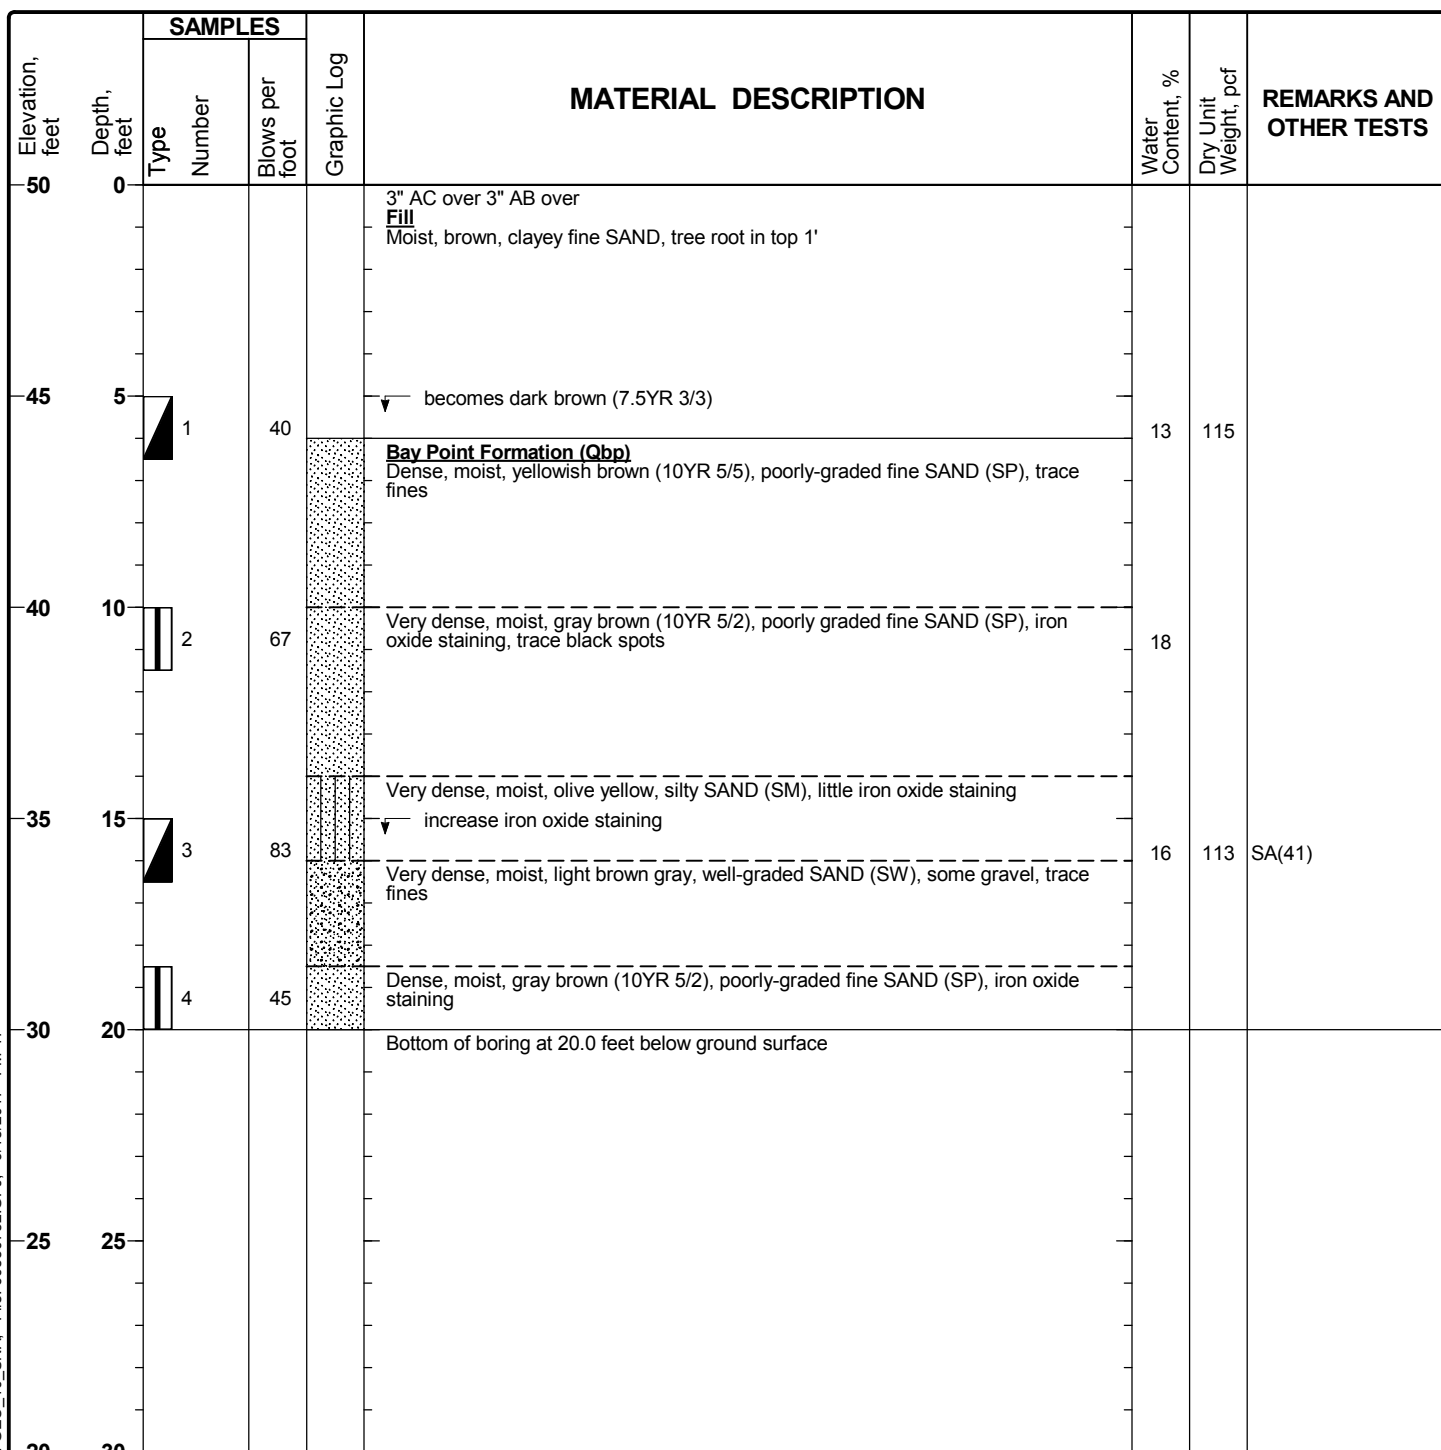 SAMPLES
Elevation, feet
Depth, feet
Type
Number
Blows per foot
Graphic Log
MATERIAL DESCRIPTION
Water Content, %
Dry Unit Weight, pcf
REMARKS AND
OTHER TESTS
50 0
3" AC over 3" AB over
Fill
Moist, brown, clayey fine SAND, tree root in top 1'
45 5
becomes dark brown (7.5YR 3/3)
1 40 13 115
Bay Point Formation (Qbp)
Dense, moist, yellowish brown (10YR 5/5), poorly-graded fine SAND (SP), trace
fines
40 10
Very dense, moist, gray brown (10YR 5/2), poorly graded fine SAND (SP), iron
oxide staining, trace black spots
2 67 18
Very dense, moist, olive yellow, silty SAND (SM), little iron oxide staining
35 15
increase iron oxide staining
3 83 16 113 SA(41)
Very dense, moist, light brown gray, well-graded SAND (SW), some gravel, trace
fines
Dense, moist, gray brown (10YR 5/2), poorly-graded fine SAND (SP), iron oxide
staining
4 45
30 20
Bottom of boring at 20.0 feet below ground surface
25 25
20 30